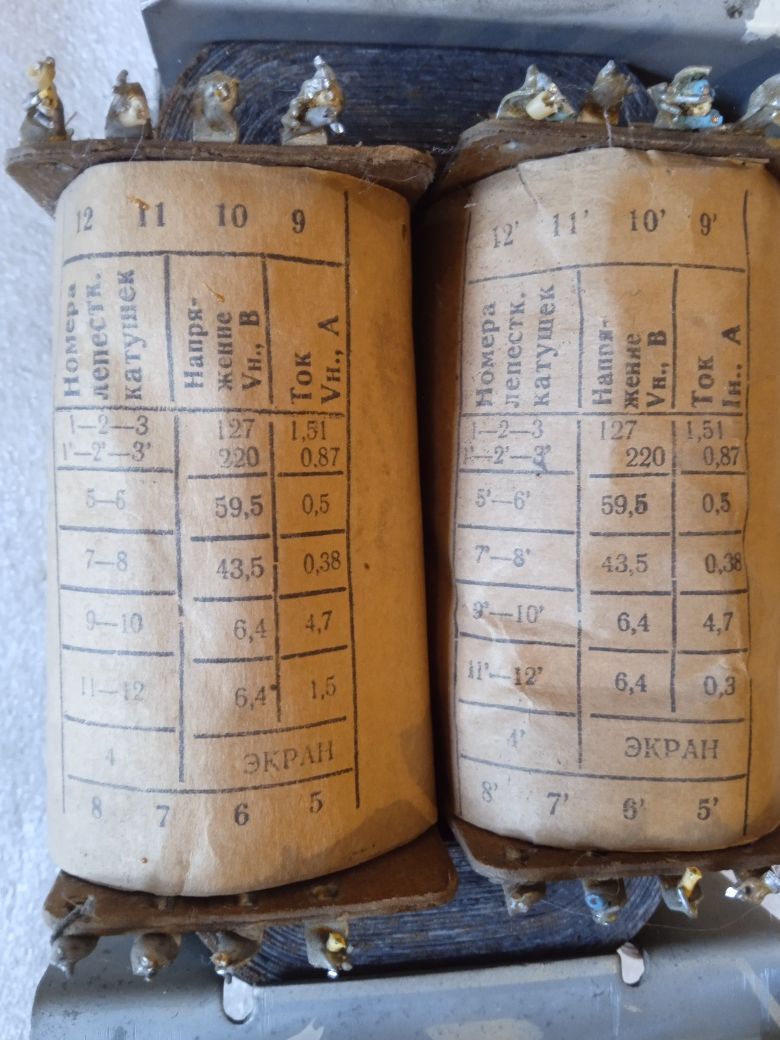 12 11 10 9
Номера лепестк. катушек
Напря-жение Vн., В
Ток Vн., А
1—2—3 127 1,51
1'—2'—3' 220 0,87
5—6 59,5 0,5
7—8 43,5 0,38
9—10 6,4 4,7
11—12 6,4 1,5
4 ЭКРАН
8 7 6 5
12' 11' 10' 9'
Номера лепестк. катушек
Напря-жение Vн., В
Ток Iн., А
1—2—3 127 1,51
1'—2'—3' 220 0,87
5'—6' 59,5 0,5
7'—8' 43,5 0,38
9'—10' 6,4 4,7
11'—12' 6,4 0,3
4' ЭКРАН
8' 7' 6' 5'